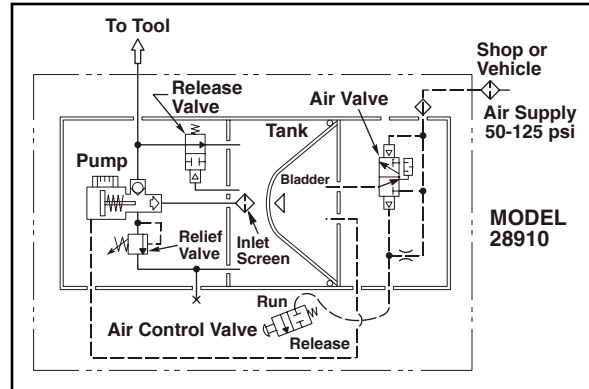 To Tool
Shop or
Vehicle
Air Supply
50-125 psi
Release
Valve
Air Valve
Tank
Pump
Bladder
MODEL
28910
Relief
Valve
Inlet
Screen
Run
Air Control Valve
Release